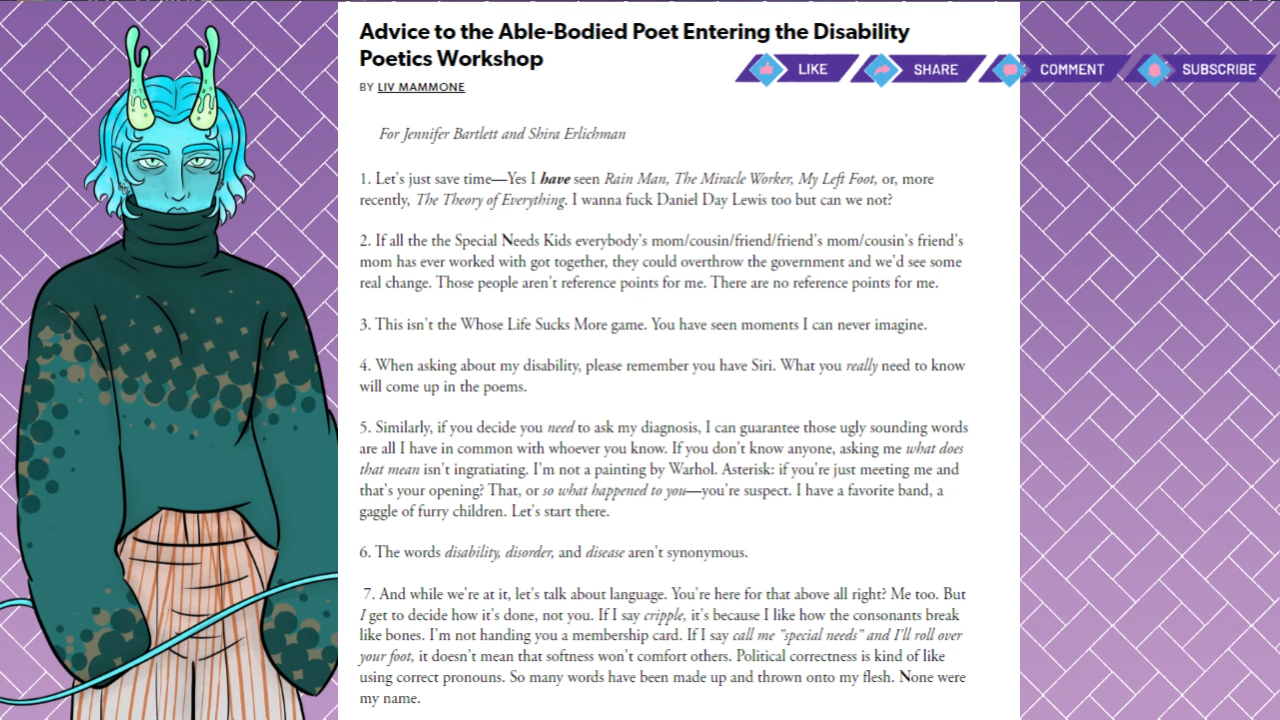 Advice to the Able-Bodied Poet Entering the Disability
Poetics Workshop
LIKE
SHARE
COMMENT
SUBSCRIBE
BY LIV MAMMONE
For Jennifer Bartlett and Shira Erlichman
1. Let's just save time—Yes I have seen Rain Man, The Miracle Worker, My Left Foot, or, more
recently, The Theory of Everything. I wanna fuck Daniel Day Lewis too but can we not?
2. If all the the Special Needs Kids everybody's mom/cousin/friend/friend's mom/cousin's friend's
mom has ever worked with got together, they could overthrow the government and we'd see some
real change. Those people aren't reference points for me. There are no reference points for me.
3. This isn't the Whose Life Sucks More game. You have seen moments I can never imagine.
4. When asking about my disability, please remember you have Siri. What you really need to know
will come up in the poems.
5. Similarly, if you decide you need to ask my diagnosis, I can guarantee those ugly sounding words
are all I have in common with whoever you know. If you don't know anyone, asking me what does
that mean isn't ingratiating. I'm not a painting by Warhol. Asterisk: if you're just meeting me and
that's your opening? That, or so what happened to you—you're suspect. I have a favorite band, a
gaggle of furry children. Let's start there.
6. The words disability, disorder, and disease aren't synonymous.
7. And while we're at it, let's talk about language. You're here for that above all right? Me too. But
I get to decide how it's done, not you. If I say cripple, it's because I like how the consonants break
like bones. I'm not handing you a membership card. If I say call me "special needs" and I'll roll over
your foot, it doesn't mean that softness won't comfort others. Political correctness is kind of like
using correct pronouns. So many words have been made up and thrown onto my flesh. None were
my name.